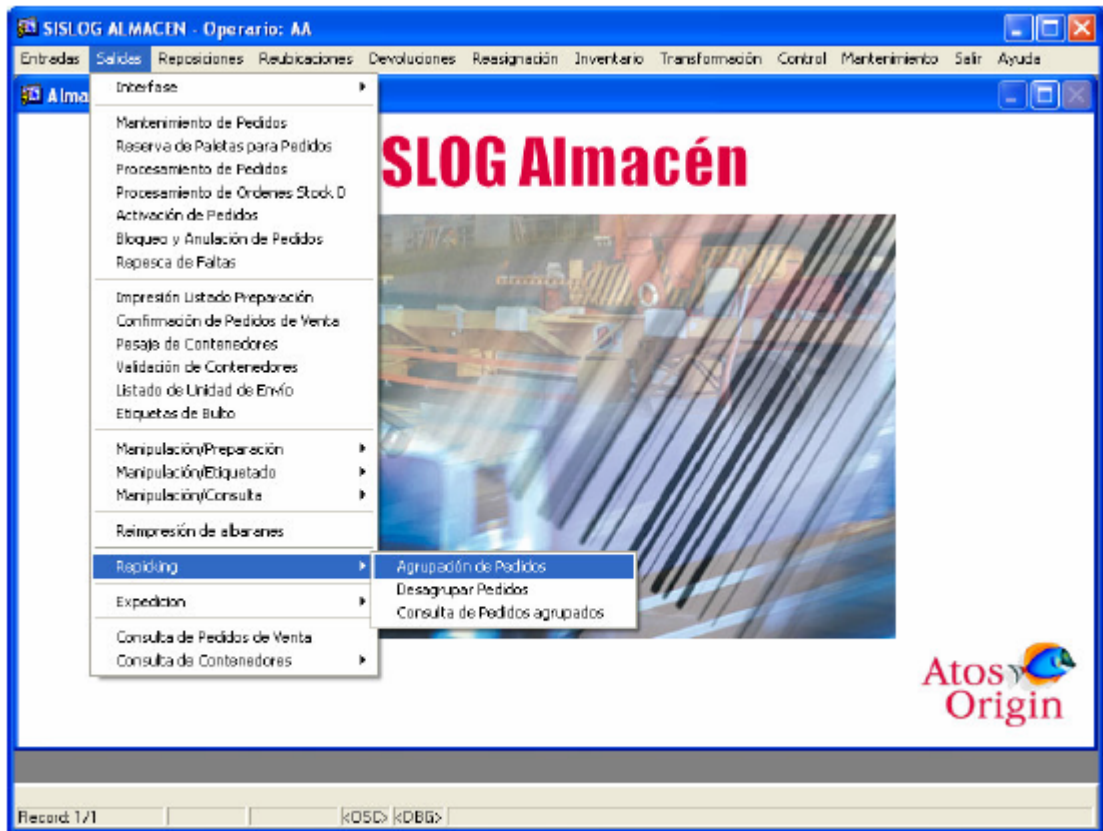 SISLOG ALMACEN - Operario: AA
Entradas Salidas Reposiciones Reubicaciones Devoluciones Reasignación Inventario Transformación Control Mantenimiento Salir Ayuda
Alma
SLOG Almacén
Interfase
Mantenimiento de Pedidos
Reserva de Paletas para Pedidos
Procesamiento de Pedidos
Procesamiento de Ordenes Stock 0
Activación de Pedidos
Bloqueo y Anulación de Pedidos
Repesca de Faltas
Impresión Listado Preparación
Confirmación de Pedidos de Venta
Pesaje de Contenedores
Validación de Contenedores
Listado de Unidad de Envío
Etiquetas de Bulto
Manipulación/Preparación
Manipulación/Etiquetado
Manipulación/Consulta
Reimpresión de albaranes
Repicking
Agrupación de Pedidos
Desagrupar Pedidos
Consulta de Pedidos agrupados
Expedicion
Consulta de Pedidos de Venta
Consulta de Contenedores
Atos
Origin
Record: 1/1 <OSC> <DBG>